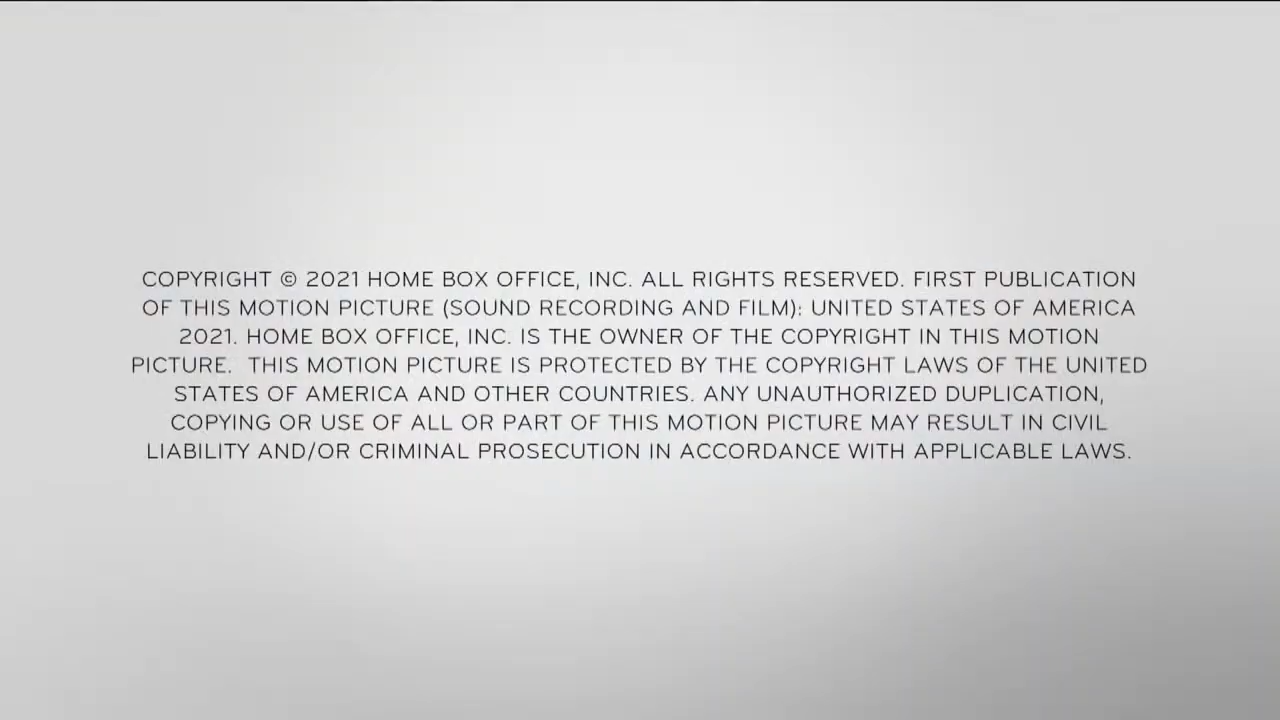 COPYRIGHT © 2021 HOME BOX OFFICE, INC. ALL RIGHTS RESERVED. FIRST PUBLICATION
OF THIS MOTION PICTURE (SOUND RECORDING AND FILM): UNITED STATES OF AMERICA
2021. HOME BOX OFFICE, INC. IS THE OWNER OF THE COPYRIGHT IN THIS MOTION
PICTURE.  THIS MOTION PICTURE IS PROTECTED BY THE COPYRIGHT LAWS OF THE UNITED
STATES OF AMERICA AND OTHER COUNTRIES. ANY UNAUTHORIZED DUPLICATION,
COPYING OR USE OF ALL OR PART OF THIS MOTION PICTURE MAY RESULT IN CIVIL
LIABILITY AND/OR CRIMINAL PROSECUTION IN ACCORDANCE WITH APPLICABLE LAWS.